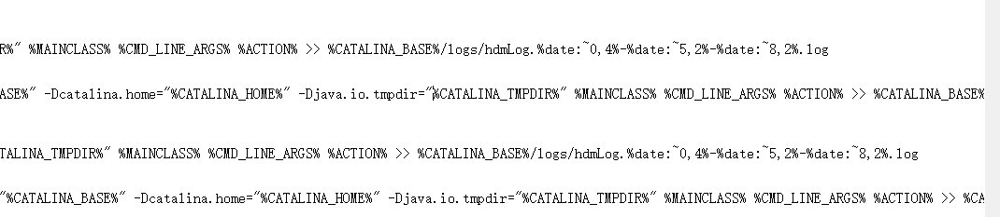 R%" %MAINCLASS% %CMD_LINE_ARGS% %ACTION% >> %CATALINA_BASE%/logs/hdmLog.%date:~0,4%-%date:~5,2%-%date:~8,2%.log
ASE%" -Dcatalina.home="%CATALINA_HOME%" -Djava.io.tmpdir="%CATALINA_TMPDIR%" %MAINCLASS% %CMD_LINE_ARGS% %ACTION% >> %CATALINA_BASE%
TALINA_TMPDIR%" %MAINCLASS% %CMD_LINE_ARGS% %ACTION% >> %CATALINA_BASE%/logs/hdmLog.%date:~0,4%-%date:~5,2%-%date:~8,2%.log
"%CATALINA_BASE%" -Dcatalina.home="%CATALINA_HOME%" -Djava.io.tmpdir="%CATALINA_TMPDIR%" %MAINCLASS% %CMD_LINE_ARGS% %ACTION% >> %CA